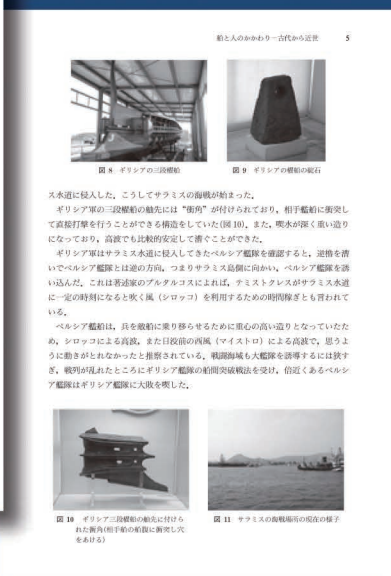 船と人のかかわり―古代から近世 5
図 8 ギリシアの三段櫂船
図 9 ギリシアの櫂船の碇石
ス水道に侵入した。こうしてサラミスの海戦が始まった。
ギリシア軍の三段櫂船の舳先には“衝角”が付けられており，相手艦船に衝突し
て直接打撃を行うことができる構造をしていた(図 10)．また，喫水が深く重い造り
になっており，高波でも比較的安定して漕ぐことができた．
ギリシア軍はサラミス水道に侵入してきたペルシア艦隊を確認すると，逆櫓を漕
いでペルシア艦隊とは逆の方向，つまりサラミス島側に向かい，ペルシア艦隊を誘
い込んだ．これは著述家のプルタルコスによれば，テミストクレスがサラミス水道
に一定の時刻になると吹く風（シロッコ）を利用するための時間稼ぎとも言われて
いる．
ペルシア艦船は，兵を敵船に乗り移らせるために重心の高い造りとなっていたた
め，シロッコによる高波，また日没前の西風（マイストロ）による高波で，思うよ
うに動きがとれなかったと推察されている．戦闘海域も大艦隊を誘導するには狭す
ぎ，戦列が乱れたところにギリシア艦隊の船間突破戦法を受け，倍近くあるペルシ
ア艦隊はギリシア艦隊に大敗を喫した．
図 10 ギリシア三段櫂船の舳先に付けら
れた衝角(相手船の船腹に衝突し穴
をあける)
図 11 サラミスの海戦場所の現在の様子